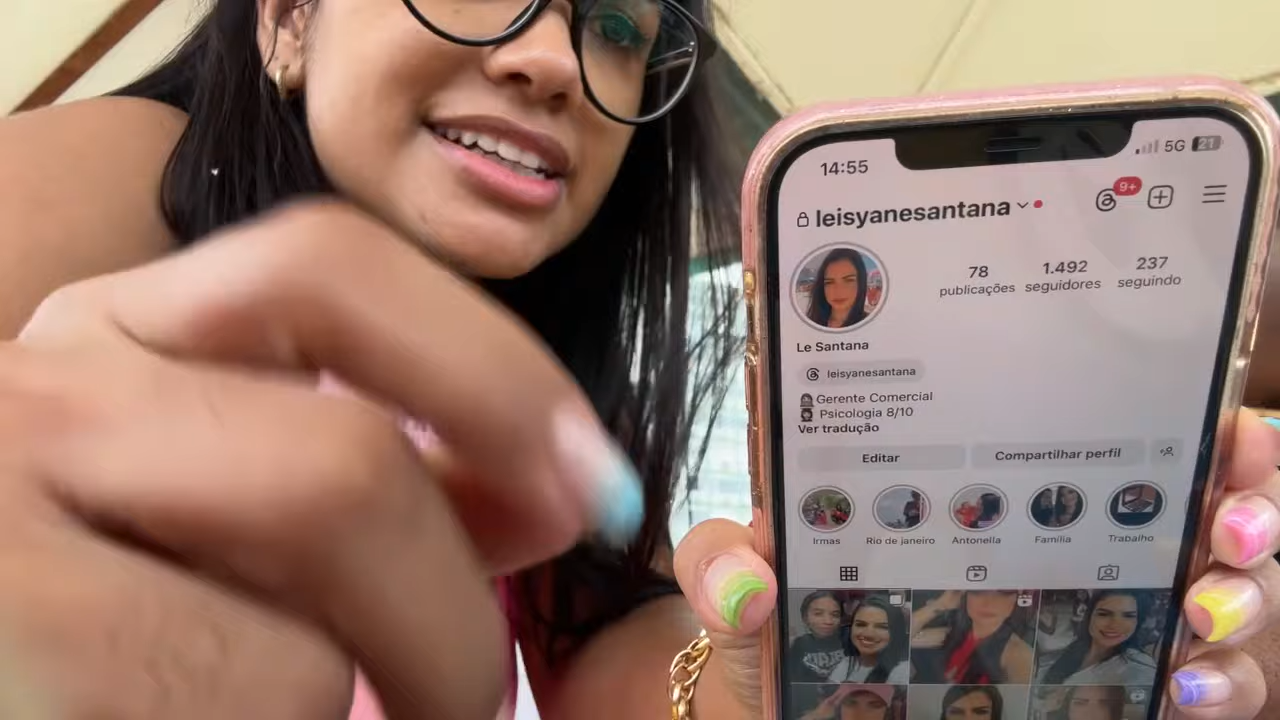 14:55
5G 21
leisyanesantana
9+
78 1.492 237
publicações seguidores seguindo
Le Santana
leisyanesantana
Gerente Comercial
Psicologia 8/10
Ver tradução
Editar Compartilhar perfil
Irmas Rio de janeiro Antonella Família Trabalho